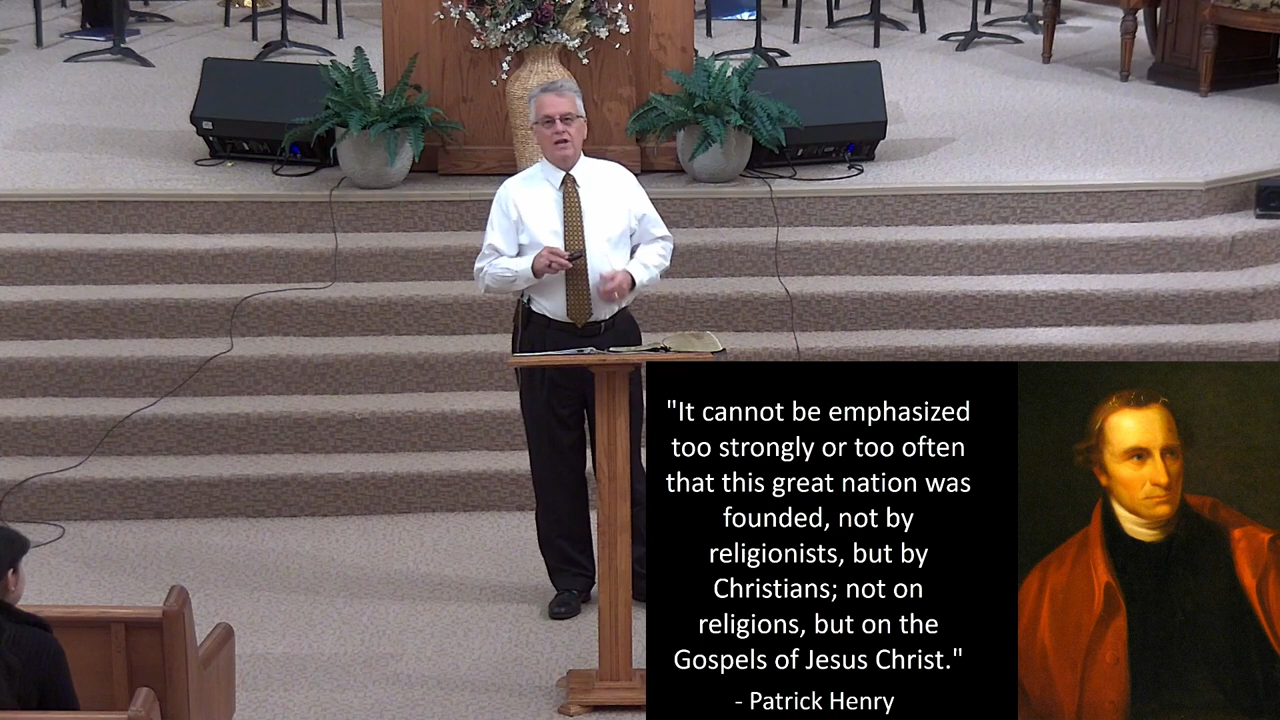 "It cannot be emphasized
too strongly or too often
that this great nation was
founded, not by
religionists, but by
Christians; not on
religions, but on the
Gospels of Jesus Christ."
- Patrick Henry